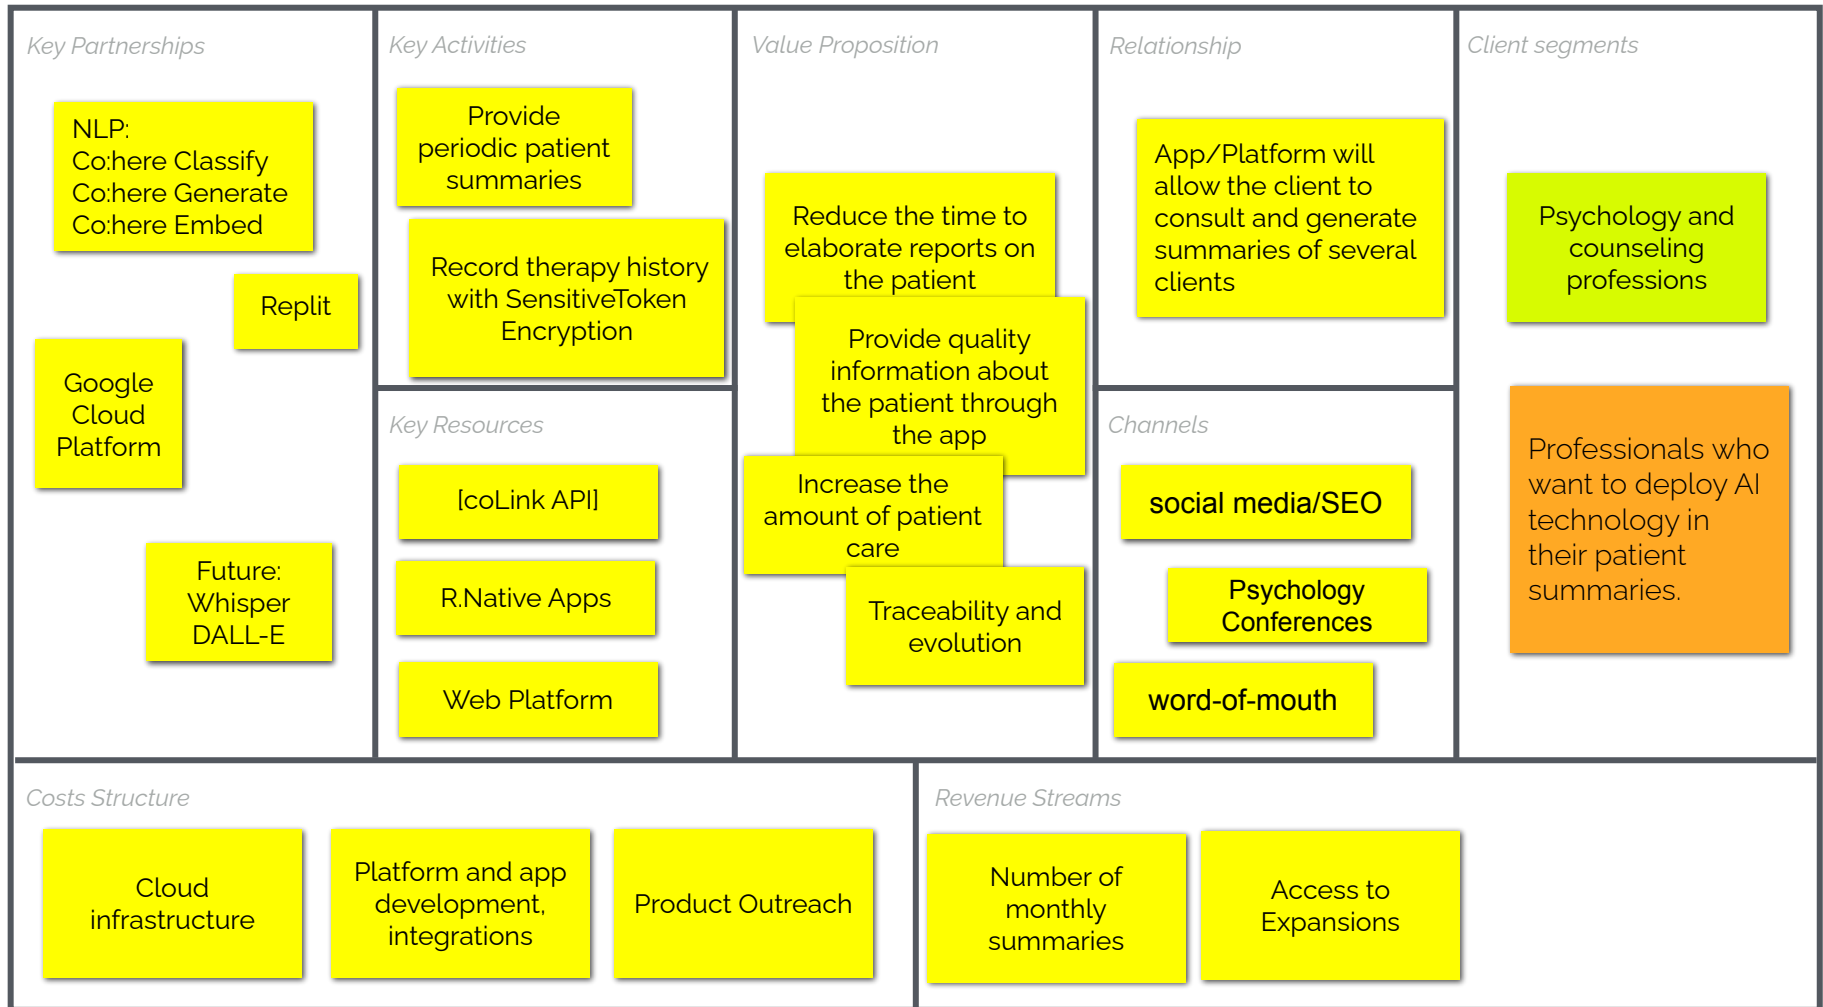 Key Partnerships
NLP:
Co:here Classify
Co:here Generate
Co:here Embed
Replit
Google
Cloud
Platform
Future:
Whisper
DALL-E
Key Activities
Provide
periodic patient
summaries
Record therapy history
with SensitiveToken
Encryption
Key Resources
[coLink API]
R.Native Apps
Web Platform
Value Proposition
Reduce the time to
elaborate reports on
the patient
Provide quality
information about
the patient through
the app
Increase the
amount of patient
care
Traceability and
evolution
Relationship
App/Platform will
allow the client to
consult and generate
summaries of several
clients
Channels
social media/SEO
Psychology
Conferences
word-of-mouth
Client segments
Psychology and
counseling
professions
Professionals who
want to deploy AI
technology in
their patient
summaries.
Costs Structure
Cloud
infrastructure
Platform and app
development,
integrations
Product Outreach
Revenue Streams
Number of
monthly
summaries
Access to
Expansions